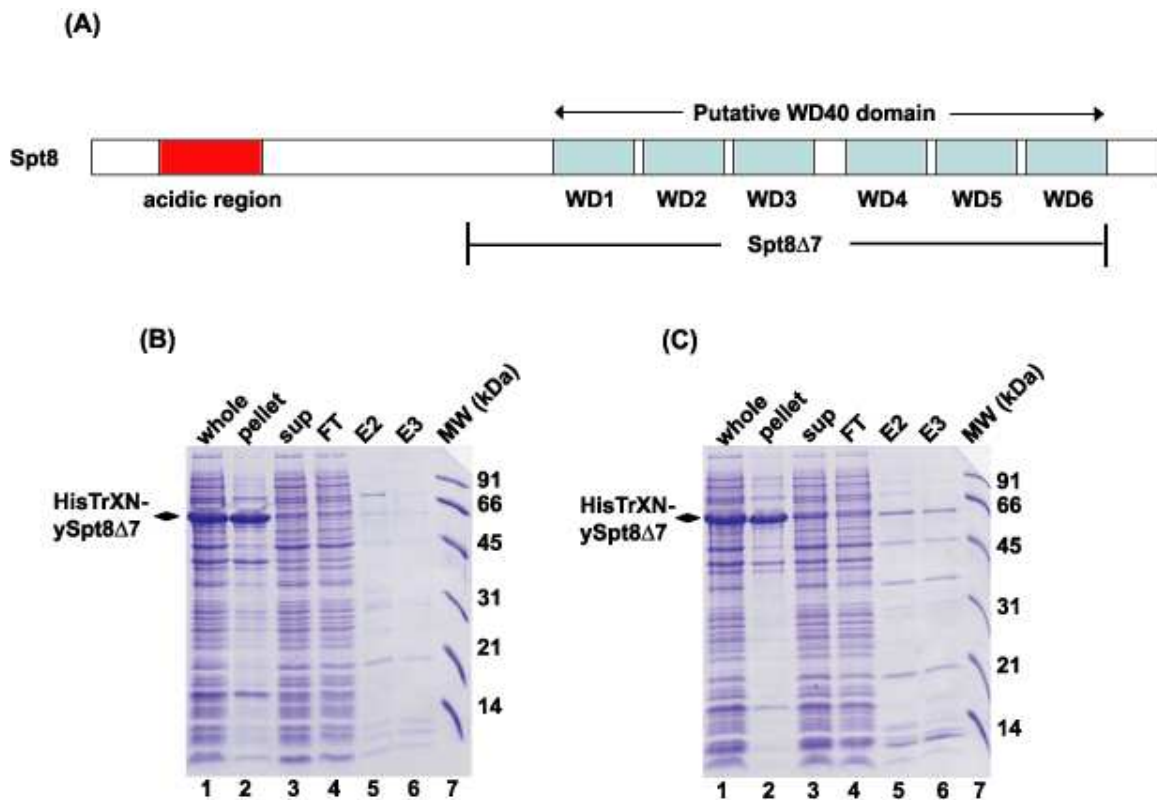 (A)
Putative WD40 domain
Spt8
acidic region
WD1 WD2 WD3 WD4 WD5 WD6
Spt8Δ7
(B)
whole pellet sup FT E2 E3 MW (kDa)
HisTrXN-
ySpt8Δ7
91
66
45
31
21
14
1 2 3 4 5 6 7
(C)
whole pellet sup FT E2 E3 MW (kDa)
HisTrXN-
ySpt8Δ7
91
66
45
31
21
14
1 2 3 4 5 6 7